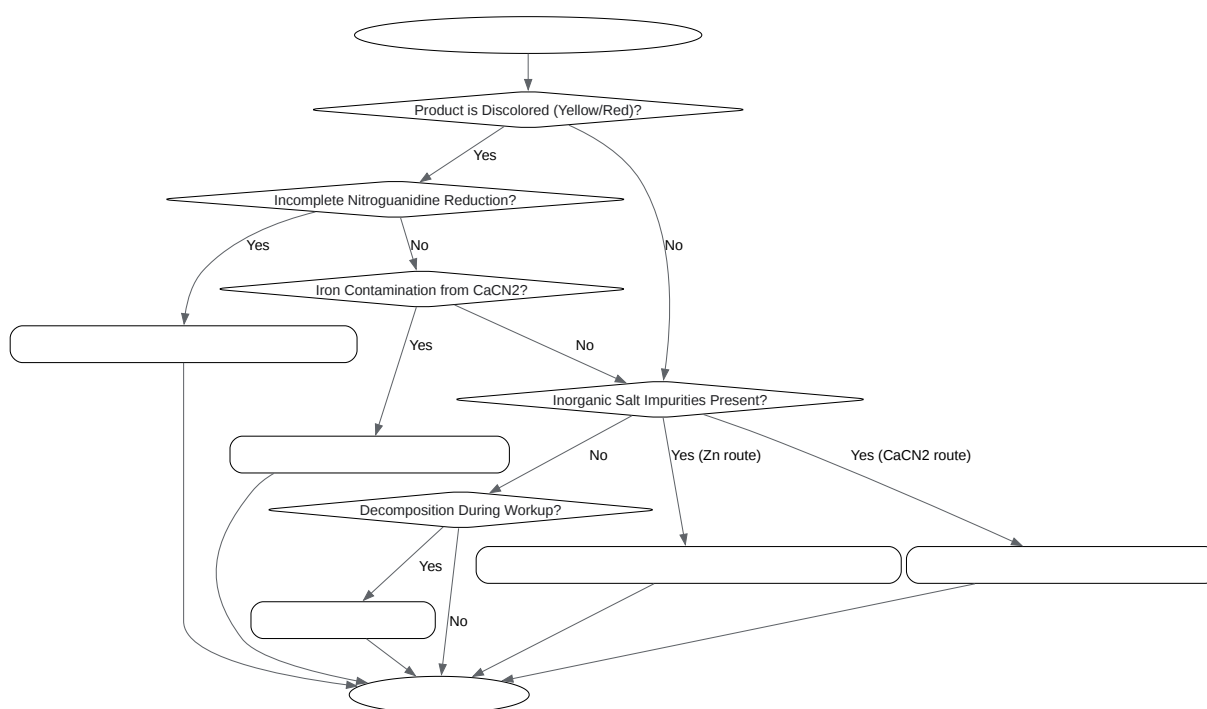 Product is Discolored (Yellow/Red)?
Yes
Incomplete Nitroguanidine Reduction?
Yes
No
No
Iron Contamination from CaCN2?
Yes
No
Inorganic Salt Impurities Present?
No
Yes (Zn route)
Yes (CaCN2 route)
Decomposition During Workup?
Yes
No